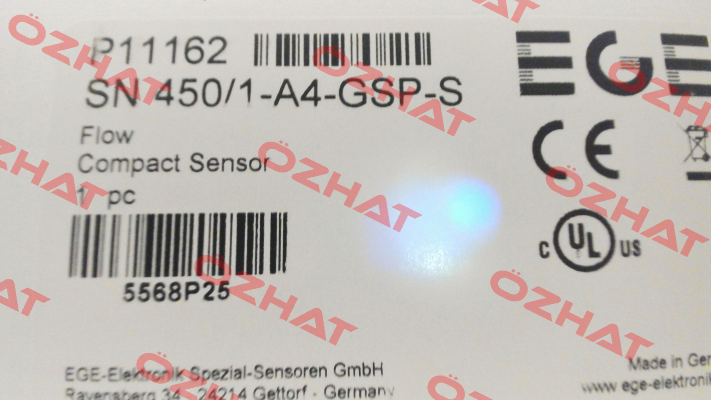 P11162
EGE
SN 450/1-A4-GSP-S
Flow
Compact Sensor
1 pc
CE
C UL US
5568P25
EGE-Elektronik Spezial-Sensoren GmbH
Ravensberg 34 24214 Gettorf - Germany
Made in Ger
www.ege-elektronik
ÖZHAT
ÖZHAT
ÖZHAT
ÖZHAT
ÖZHAT
ÖZHAT
ÖZHAT
ÖZHAT
ÖZHAT